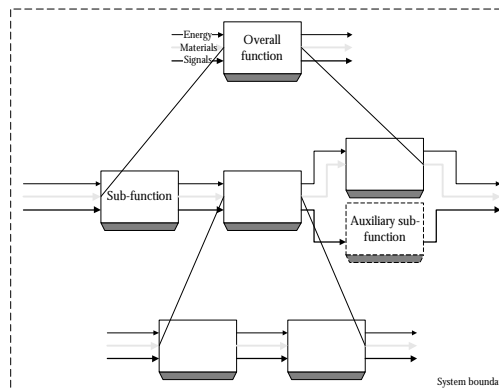 Energy
Materials
Signals
Overall
function
Sub-function
Auxiliary sub-
function
System bounda